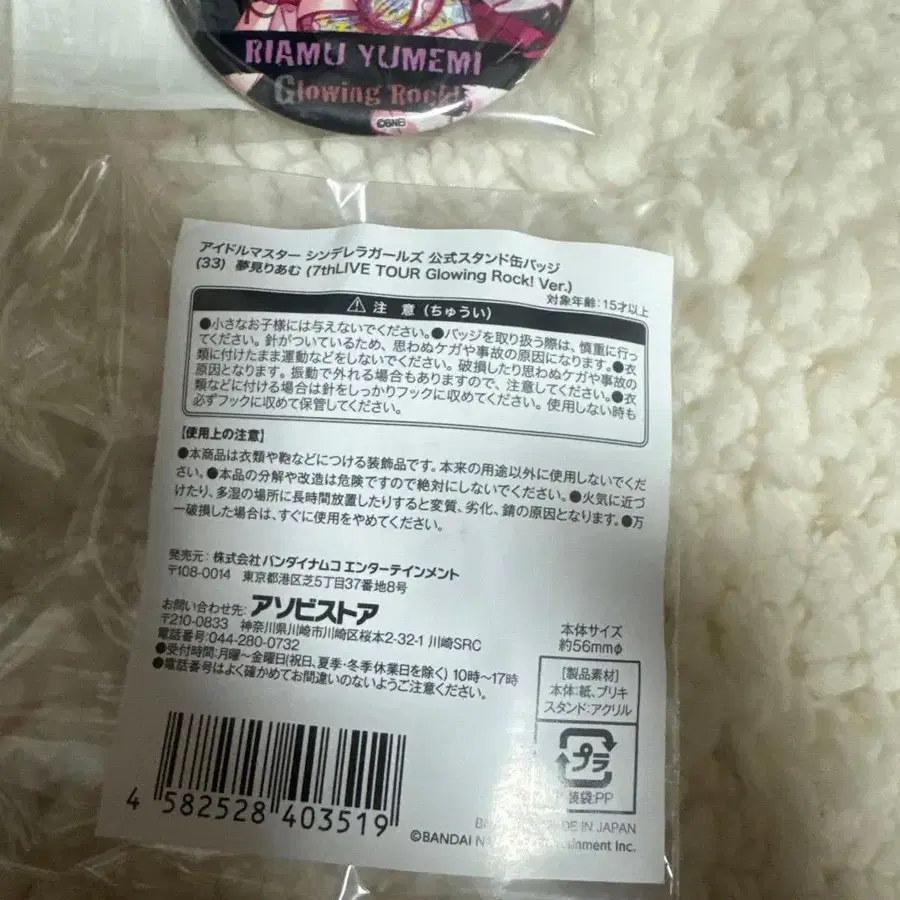 RIAMU YUMEMI
Glowing Rock!
©BNEI
アイドルマスター シンデレラガールズ 公式スタンド缶バッジ
(33) 夢見りあむ (7thLIVE TOUR Glowing Rock! Ver.)
対象年齢:15才以上
⚠ 注 意 (ちゅうい)
●小さなお子様には与えないでください。●バッジを取り扱う際は、慎重に行っ
てください。針がついているため、思わぬケガや事故の原因になります。●衣
類に付けたまま運動などをしないでください。破損したり思わぬケガや事故の
原因となります。振動で外れる場合もありますので、注意してください。●衣
類などに付ける場合は針をしっかりフックに収めてください。使用しない時も
必ずフックに収めて保管してください。
【使用上の注意】
●本商品は衣類や鞄などにつける装飾品です。本来の用途以外に使用しないでくだ
さい。●本品の分解や改造は危険ですので絶対にしないでください。●火気に近づ
けたり、多湿の場所に長時間放置したりすると変質、劣化、錆の原因となります。●万
一破損した場合は、すぐに使用をやめてください。
発売元:株式会社バンダイナムコエンターテインメント
〒108-0014 東京都港区芝5丁目37番地8号
お問い合わせ先:アソビストア
〒210-0833 神奈川県川崎市川崎区桜本2-32-1 川崎SRC
電話番号:044-280-0732
●受付時間:月曜~金曜日(祝日、夏季・冬季休業日を除く) 10時~17時
●電話番号はよく確かめてお間違いのないようご注意ください。
本体サイズ
約56mmφ
[製品素材]
本体:紙、ブリキ
スタンド:アクリル
プラ
袋:PP
4 582528 403519
DE IN JAPAN
©BANDAI N
ertainment Inc.